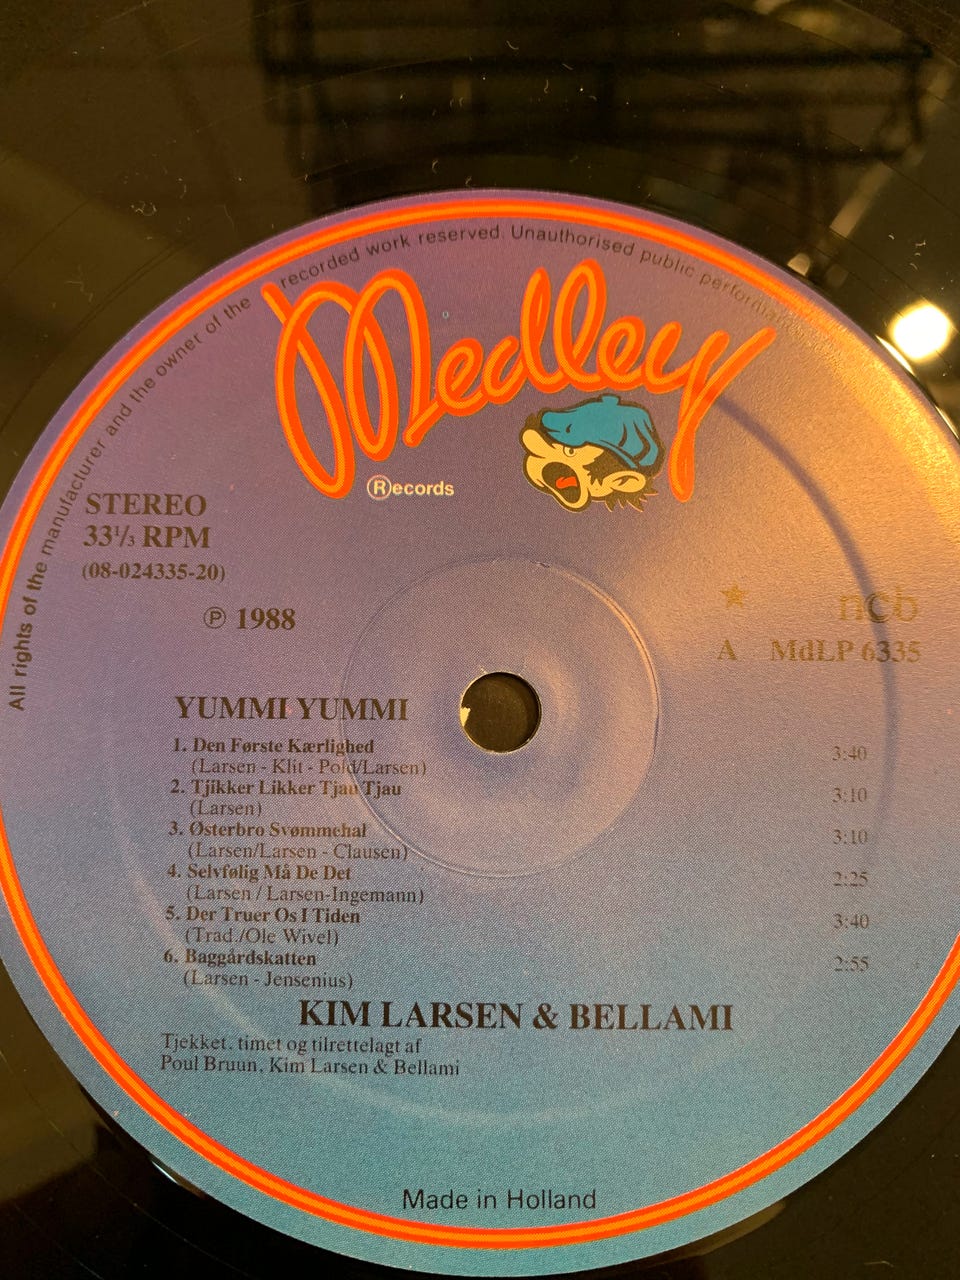 All rights of the manufacturer and the owner of the recorded work reserved. Unauthorised public performance
Medley
Records
STEREO
33⅓ RPM
(08-024335-20)
℗ 1988
ncb
A MdLP 6335
YUMMI YUMMI
1. Den Første Kærlighed 3:40
(Larsen - Klit - Pold/Larsen)
2. Tjikker Likker Tjau Tjau 3:10
(Larsen)
3. Østerbro Svømmehal 3:10
(Larsen/Larsen - Clausen)
4. Selvfølig Må De Det 2:25
(Larsen / Larsen-Ingemann)
5. Der Truer Os I Tiden 3:40
(Trad./Ole Wivel)
6. Baggårdskatten 2:55
(Larsen - Jensenius)
KIM LARSEN & BELLAMI
Tjekket, timet og tilrettelagt af
Poul Bruun, Kim Larsen & Bellami
Made in Holland